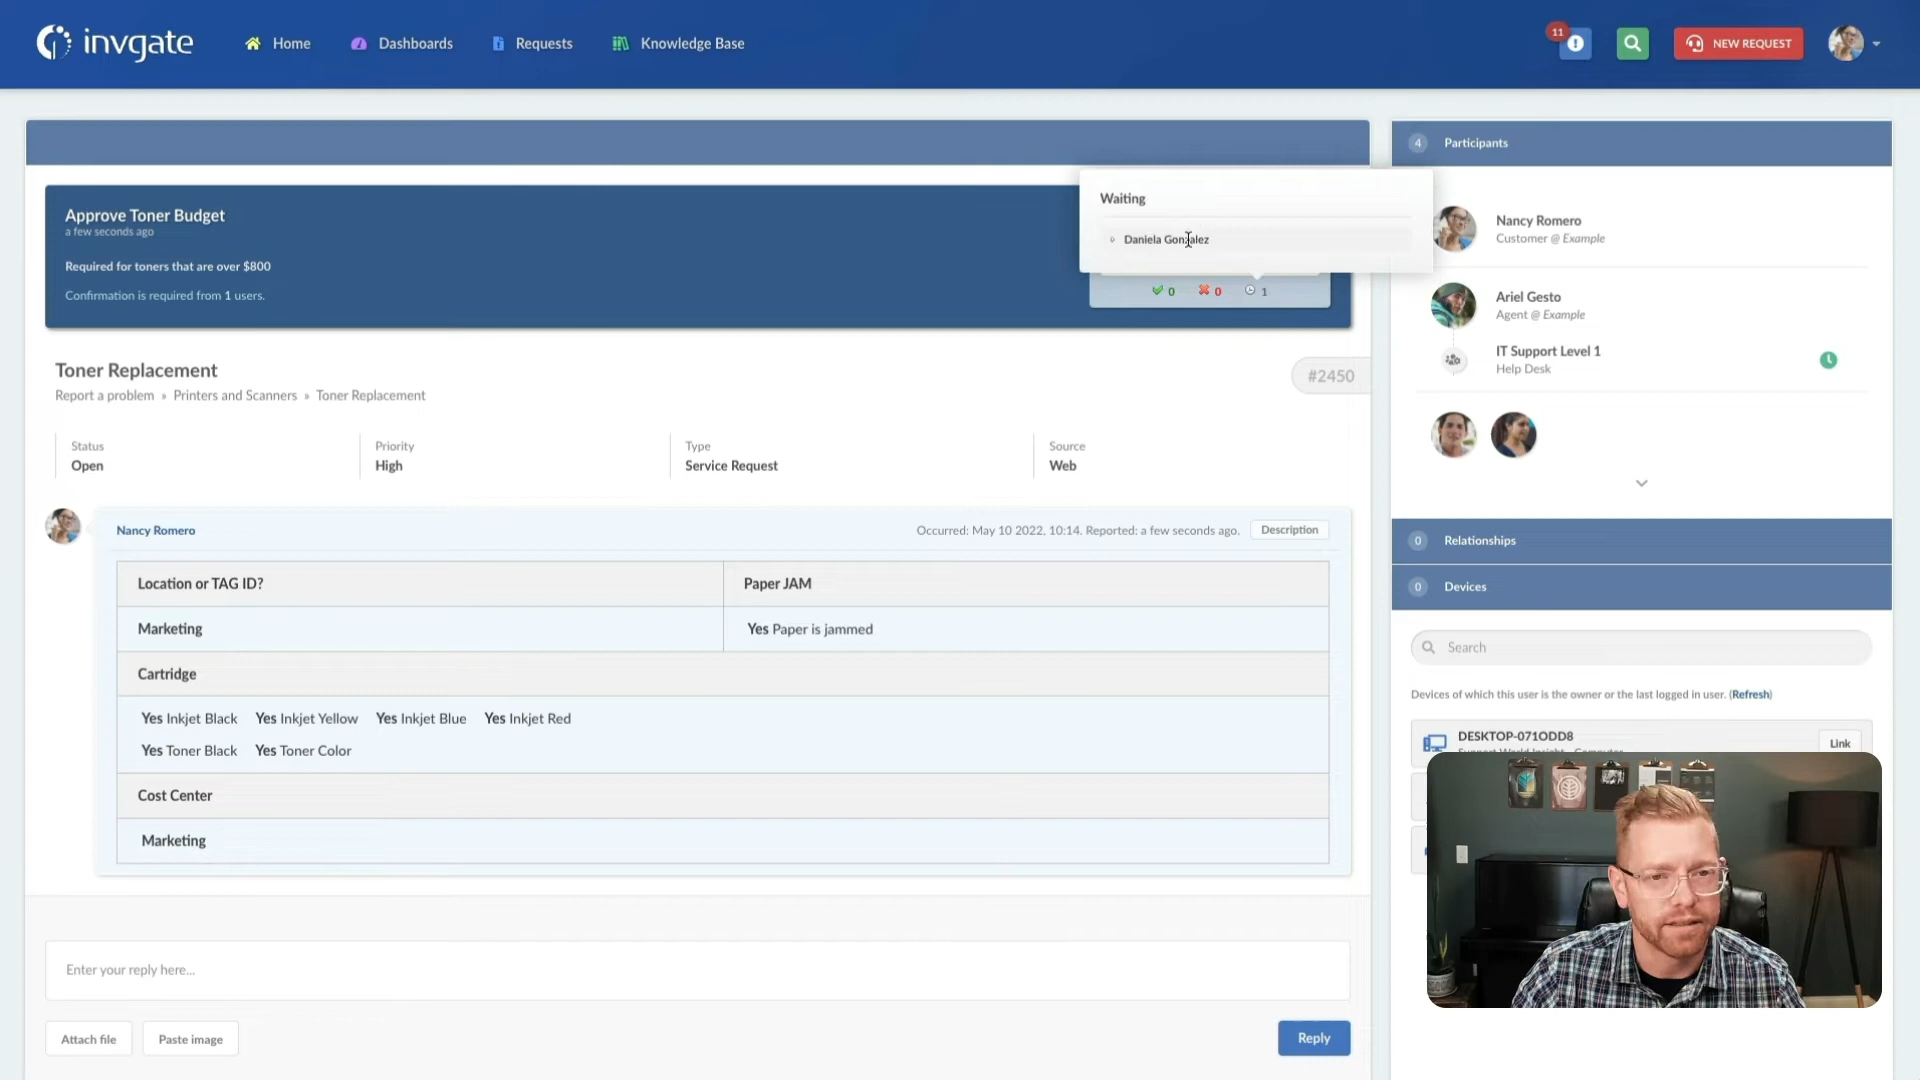 invgate
Home
Dashboards
Requests
Knowledge Base
11
NEW REQUEST
4 Participants
Waiting
Daniela Gonzalez
Approve Toner Budget
a few seconds ago
Required for toners that are over $800
Confirmation is required from 1 users.
0 0 1
Nancy Romero
Customer @ Example
Ariel Gesto
Agent @ Example
IT Support Level 1
Help Desk
Toner Replacement
#2450
Report a problem » Printers and Scanners » Toner Replacement
Status
Open
Priority
High
Type
Service Request
Source
Web
Nancy Romero
Occurred: May 10 2022, 10:14. Reported: a few seconds ago.
Description
Location or TAG ID?
Paper JAM
Marketing
Yes Paper is jammed
Cartridge
Yes Inkjet Black Yes Inkjet Yellow Yes Inkjet Blue Yes Inkjet Red
Yes Toner Black Yes Toner Color
Cost Center
Marketing
Enter your reply here...
Attach file
Paste image
Reply
0 Relationships
0 Devices
Search
Devices of which this user is the owner or the last logged in user. (Refresh)
DESKTOP-071ODD8
Link